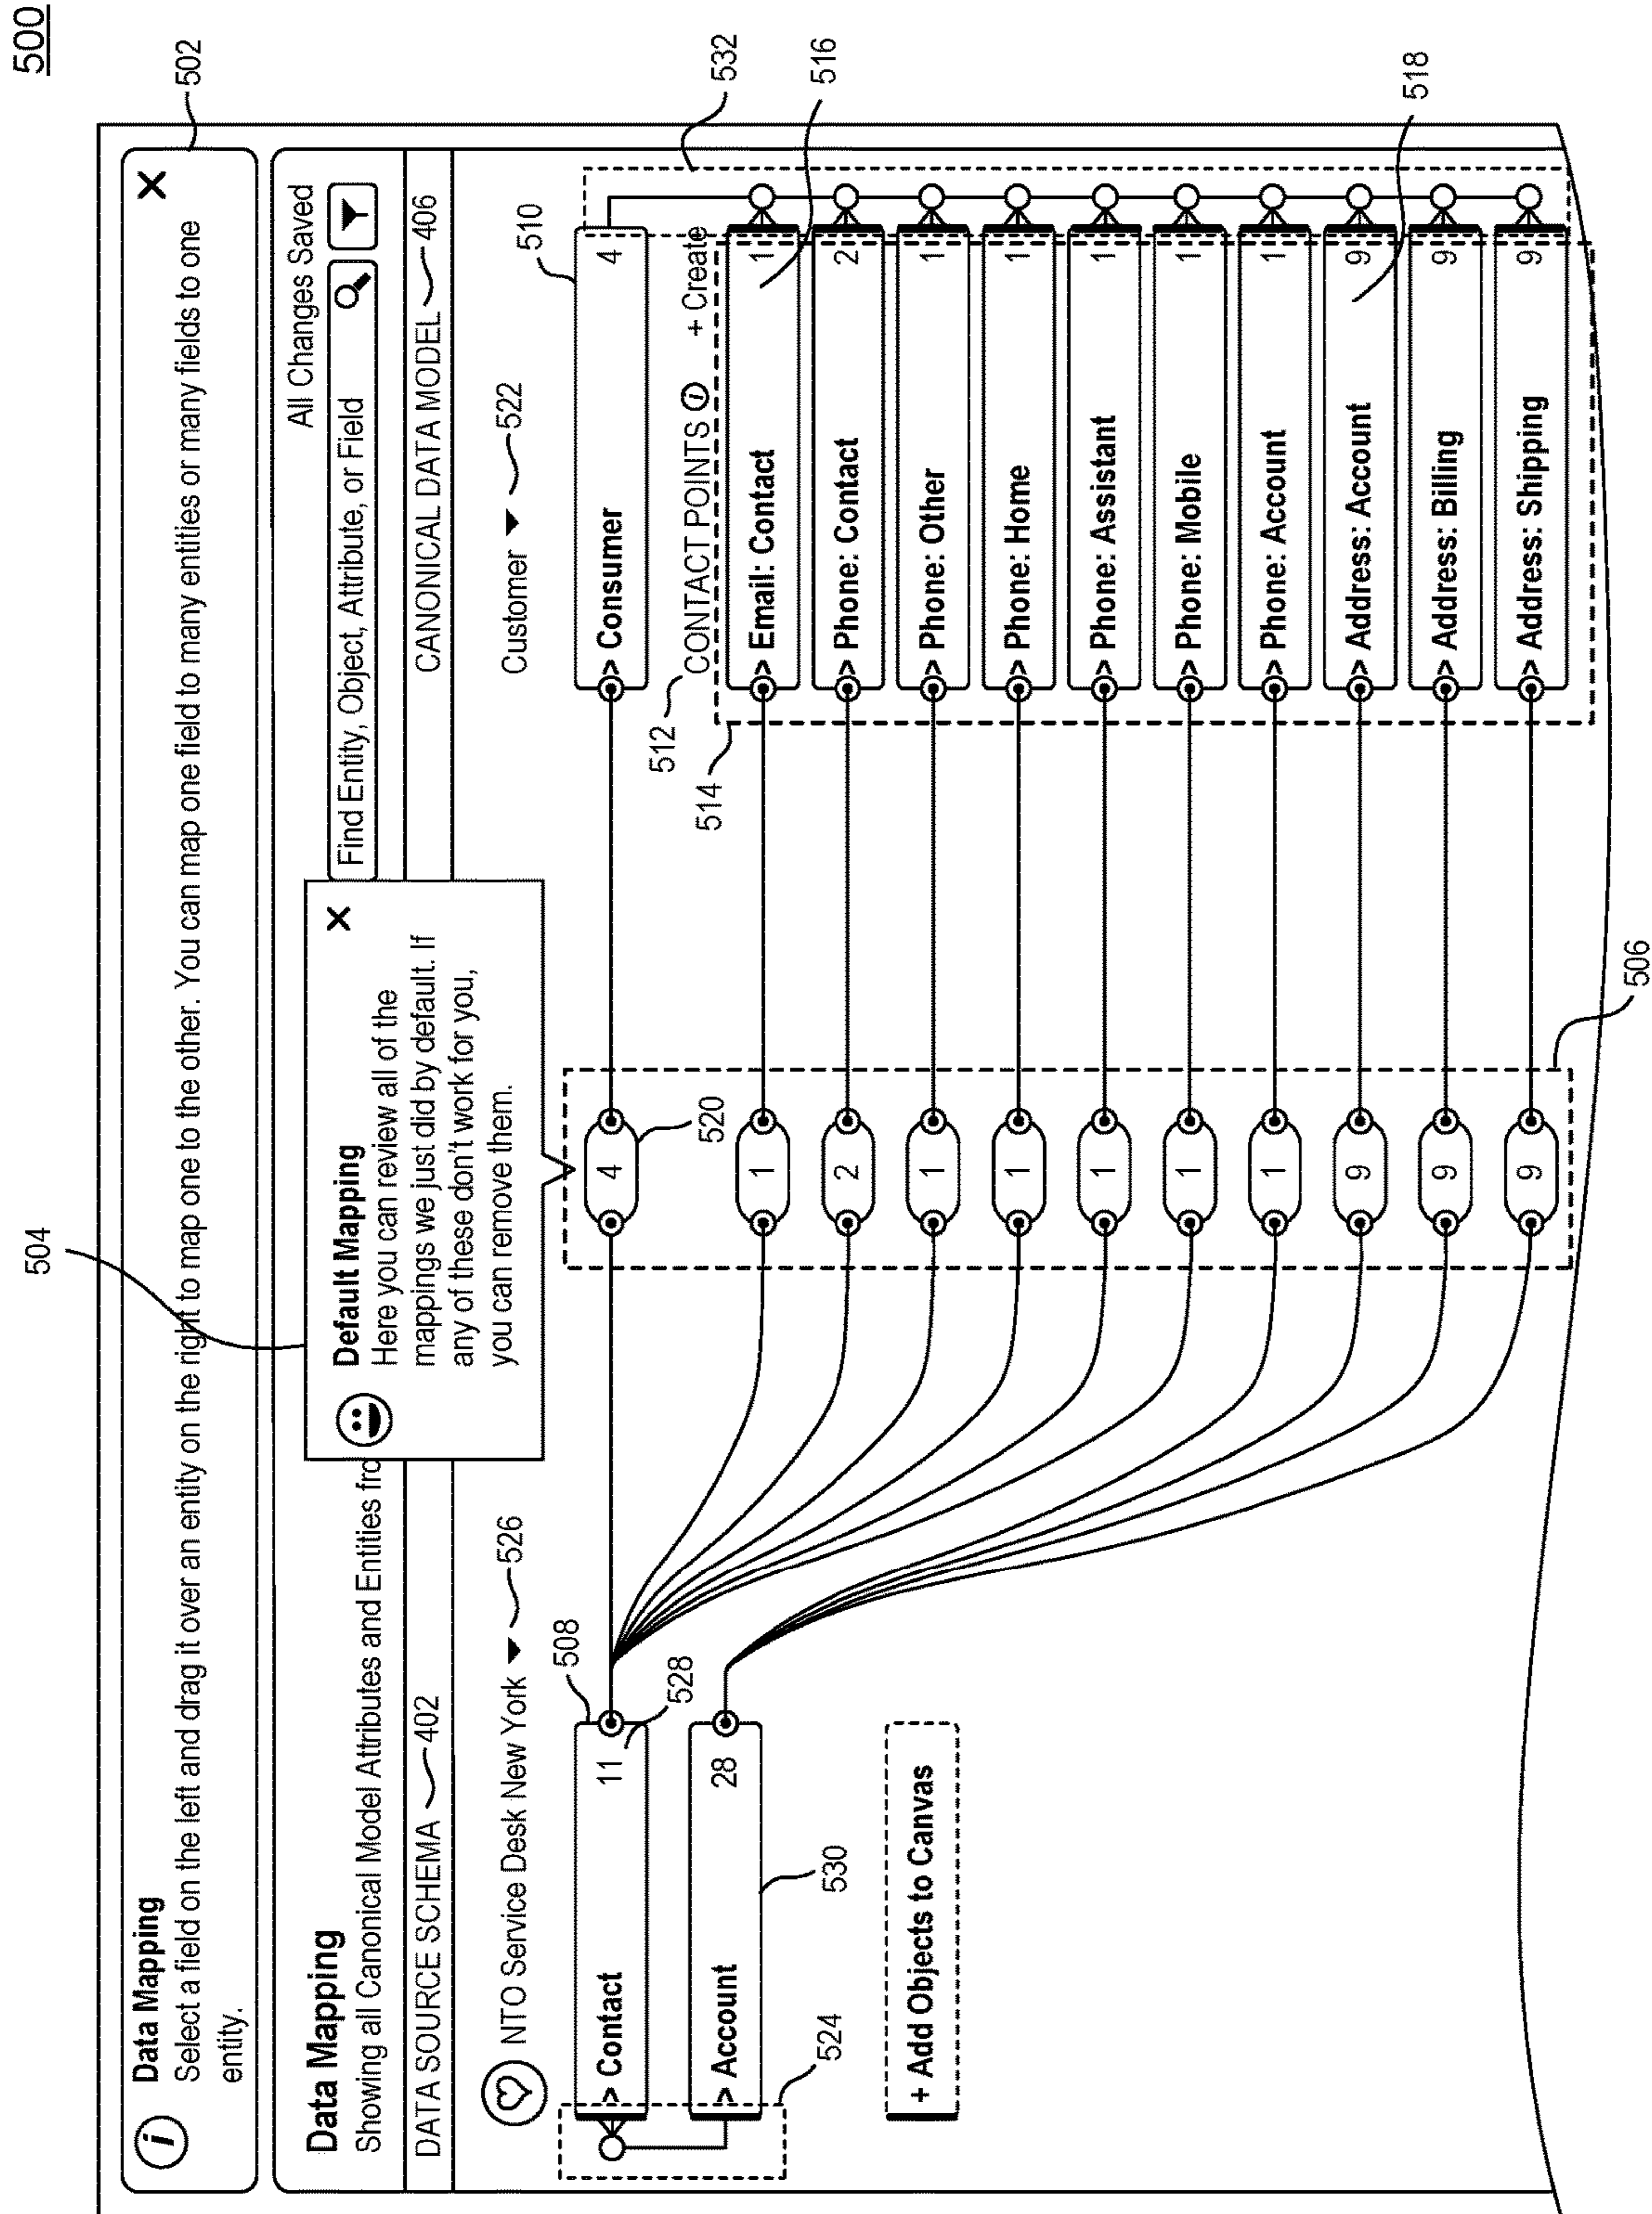 500
502
Data Mapping
Select a field on the left and drag it over an entity on the right to map one to the other. You can map one field to many entities or many fields to one
entity.
X
i
504
Data Mapping
All Changes Saved
Showing all Canonical Model Attributes and Entities fro
Find Entity, Object, Attribute, or Field
Default Mapping
X
Here you can review all of the
mappings we just did by default. If
any of these don't work for you,
you can remove them.
DATA SOURCE SCHEMA 402
CANONICAL DATA MODEL 406
NTO Service Desk New York 526
Customer 522
508
510
532
> Contact 11
528
4
520
> Consumer 4
512
CONTACT POINTS i + Create
514
516
> Account 28
530
524
1
> Email: Contact 1
2
> Phone: Contact 2
+ Add Objects to Canvas
1
> Phone: Other 1
1
> Phone: Home 1
1
> Phone: Assistant 1
1
> Phone: Mobile 1
1
> Phone: Account 1
9
> Address: Account 9
518
9
> Address: Billing 9
9
> Address: Shipping 9
506